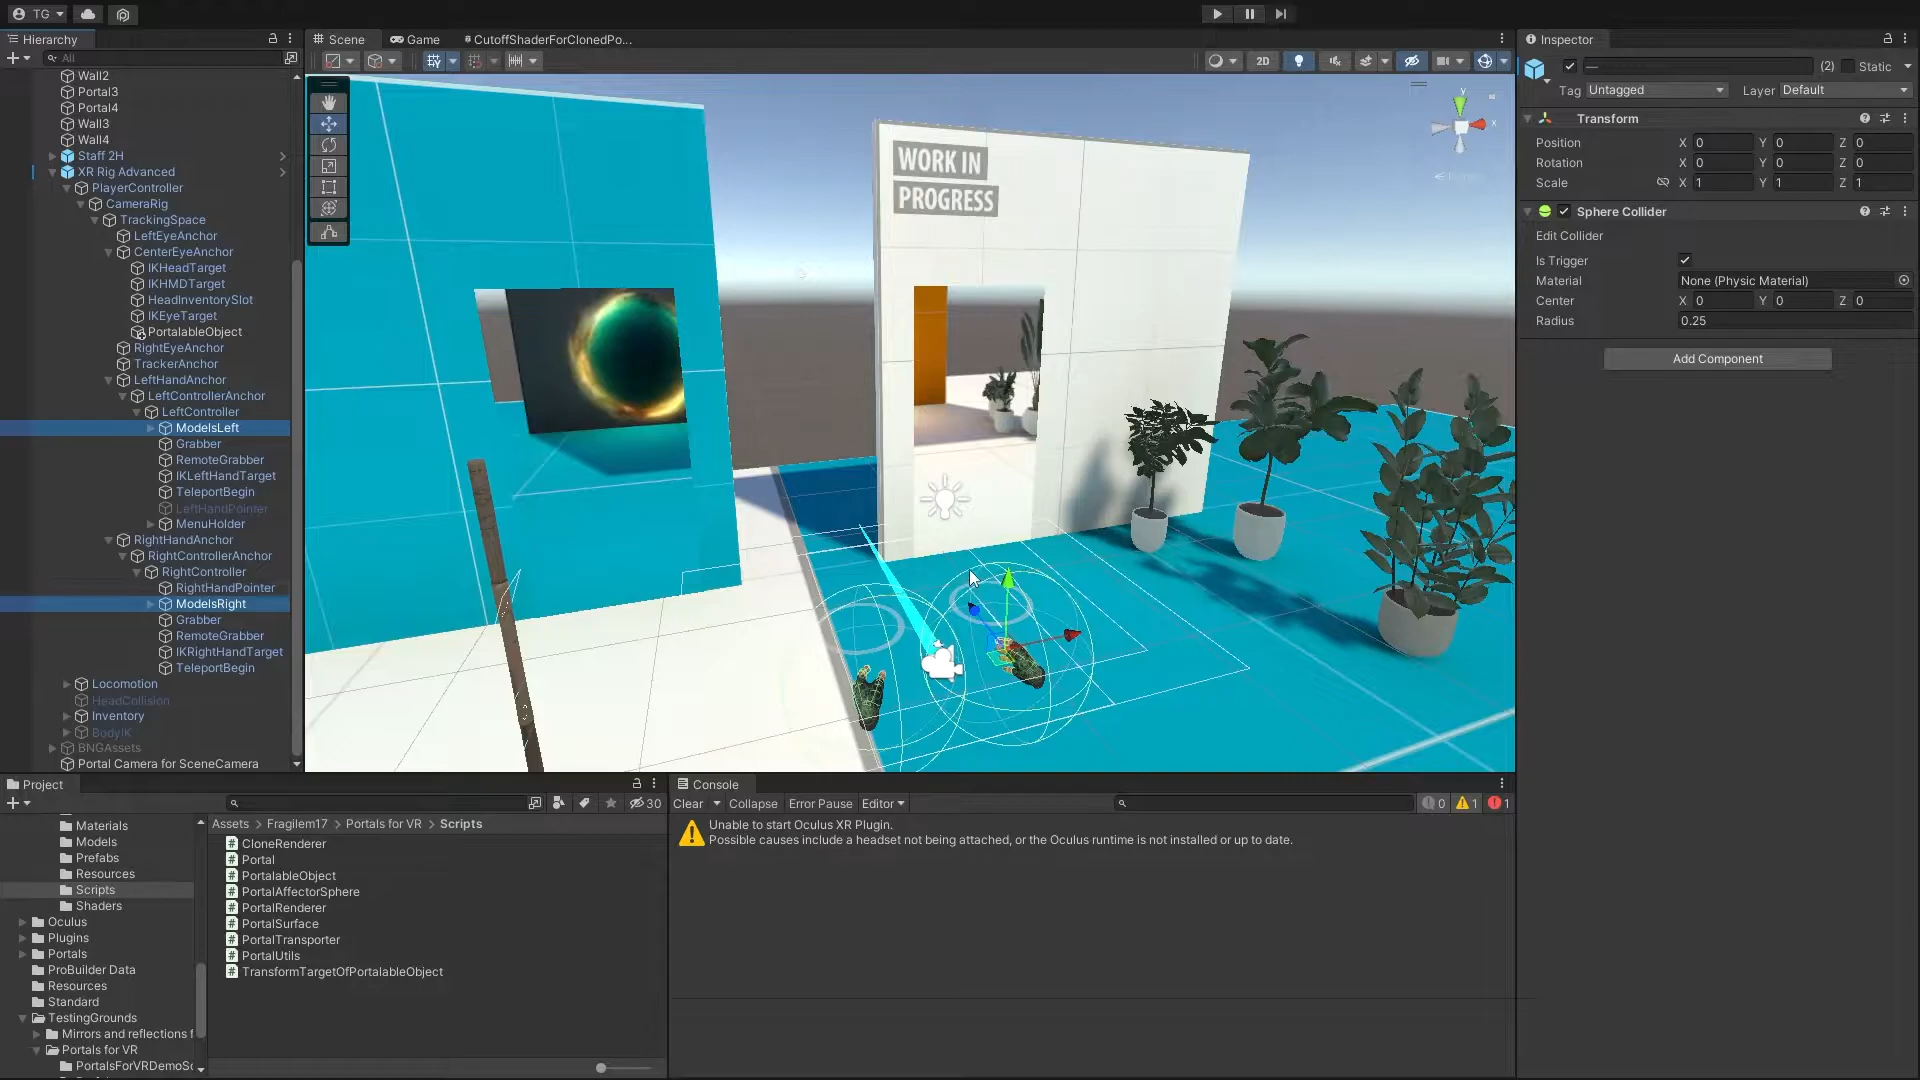 TG
Hierarchy
All
Wall2
Portal3
Portal4
Wall3
Wall4
Staff 2H
XR Rig Advanced
PlayerController
CameraRig
TrackingSpace
LeftEyeAnchor
CenterEyeAnchor
IKHeadTarget
IKHMDTarget
HeadInventorySlot
IKEyeTarget
PortalableObject
RightEyeAnchor
TrackerAnchor
LeftHandAnchor
LeftControllerAnchor
LeftController
ModelsLeft
Grabber
RemoteGrabber
IKLeftHandTarget
TeleportBegin
LeftHandPointer
MenuHolder
RightHandAnchor
RightControllerAnchor
RightController
RightHandPointer
ModelsRight
Grabber
RemoteGrabber
IKRightHandTarget
TeleportBegin
Locomotion
HeadCollision
Inventory
BodyIK
BNGAssets
Portal Camera for SceneCamera
Scene
Game
CutoffShaderForClonedPo...
2D
WORK IN
PROGRESS
y
x
Inspector
—
(2)
Static
Tag Untagged
Layer Default
Transform
Position X 0 Y 0 Z 0
Rotation X 0 Y 0 Z 0
Scale X 1 Y 1 Z 1
Sphere Collider
Edit Collider
Is Trigger
Material None (Physic Material)
Center X 0 Y 0 Z 0
Radius 0.25
Add Component
Project
30
Materials
Models
Prefabs
Resources
Scripts
Shaders
Oculus
Plugins
Portals
ProBuilder Data
Resources
Standard
TestingGrounds
Mirrors and reflections f
Portals for VR
PortalsForVRDemoSc
Assets > Fragilem17 > Portals for VR > Scripts
CloneRenderer
Portal
PortalableObject
PortalAffectorSphere
PortalRenderer
PortalSurface
PortalTransporter
PortalUtils
TransformTargetOfPortalableObject
Console
Clear
Collapse
Error Pause
Editor
0
1
1
Unable to start Oculus XR Plugin.
Possible causes include a headset not being attached, or the Oculus runtime is not installed or up to date.